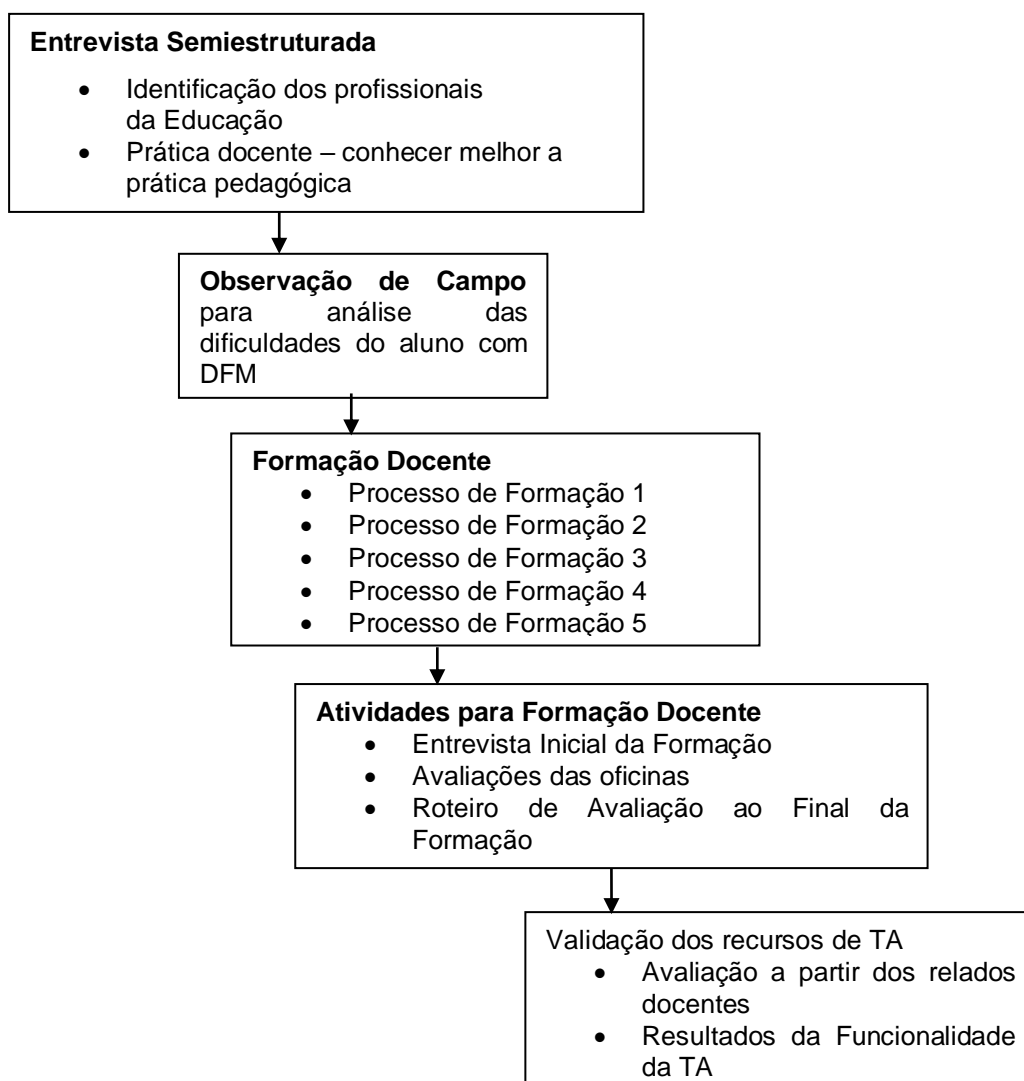 Entrevista Semiestruturada
• Identificação dos profissionais
da Educação
• Prática docente – conhecer melhor a
prática pedagógica
Observação de Campo
para análise das
dificuldades do aluno com
DFM
Formação Docente
• Processo de Formação 1
• Processo de Formação 2
• Processo de Formação 3
• Processo de Formação 4
• Processo de Formação 5
Atividades para Formação Docente
• Entrevista Inicial da Formação
• Avaliações das oficinas
• Roteiro de Avaliação ao Final da
Formação
Validação dos recursos de TA
• Avaliação a partir dos relados
docentes
• Resultados da Funcionalidade
da TA